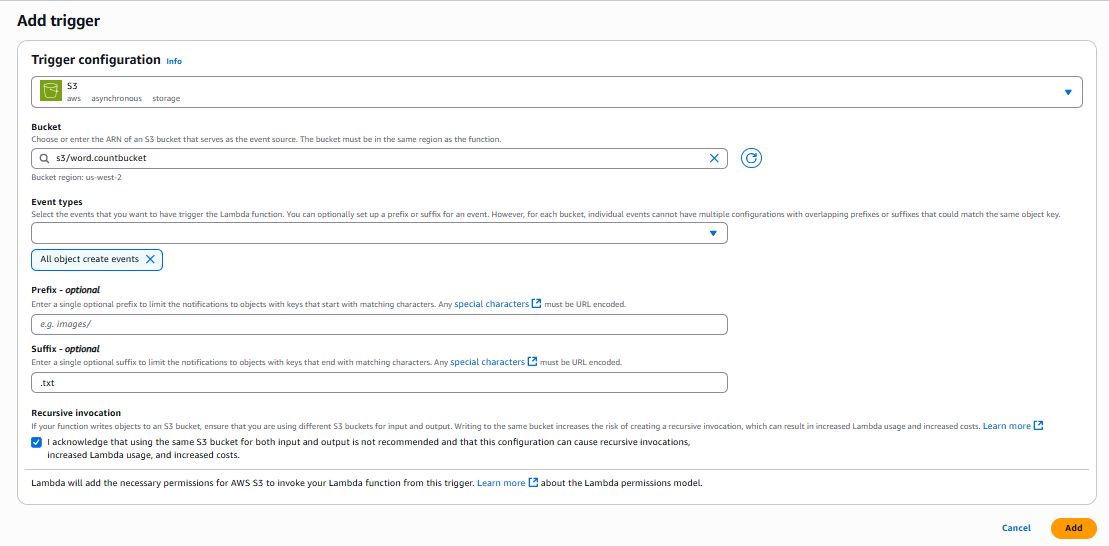 Add trigger
Trigger configuration Info
S3
aws asynchronous storage
Bucket
Choose or enter the ARN of an S3 bucket that serves as the event source. The bucket must be in the same region as the function.
s3/word.countbucket
Bucket region: us-west-2
Event types
Select the events that you want to have trigger the Lambda function. You can optionally set up a prefix or suffix for an event. However, for each bucket, individual events cannot have multiple configurations with overlapping prefixes or suffixes that could match the same object key.
All object create events
Prefix - optional
Enter a single optional prefix to limit the notifications to objects with keys that start with matching characters. Any special characters must be URL encoded.
e.g. images/
Suffix - optional
Enter a single optional suffix to limit the notifications to objects with keys that end with matching characters. Any special characters must be URL encoded.
.txt
Recursive invocation
If your function writes objects to an S3 bucket, ensure that you are using different S3 buckets for input and output. Writing to the same bucket increases the risk of creating a recursive invocation, which can result in increased Lambda usage and increased costs. Learn more
I acknowledge that using the same S3 bucket for both input and output is not recommended and that this configuration can cause recursive invocations,
increased Lambda usage, and increased costs.
Lambda will add the necessary permissions for AWS S3 to invoke your Lambda function from this trigger. Learn more about the Lambda permissions model.
Cancel Add